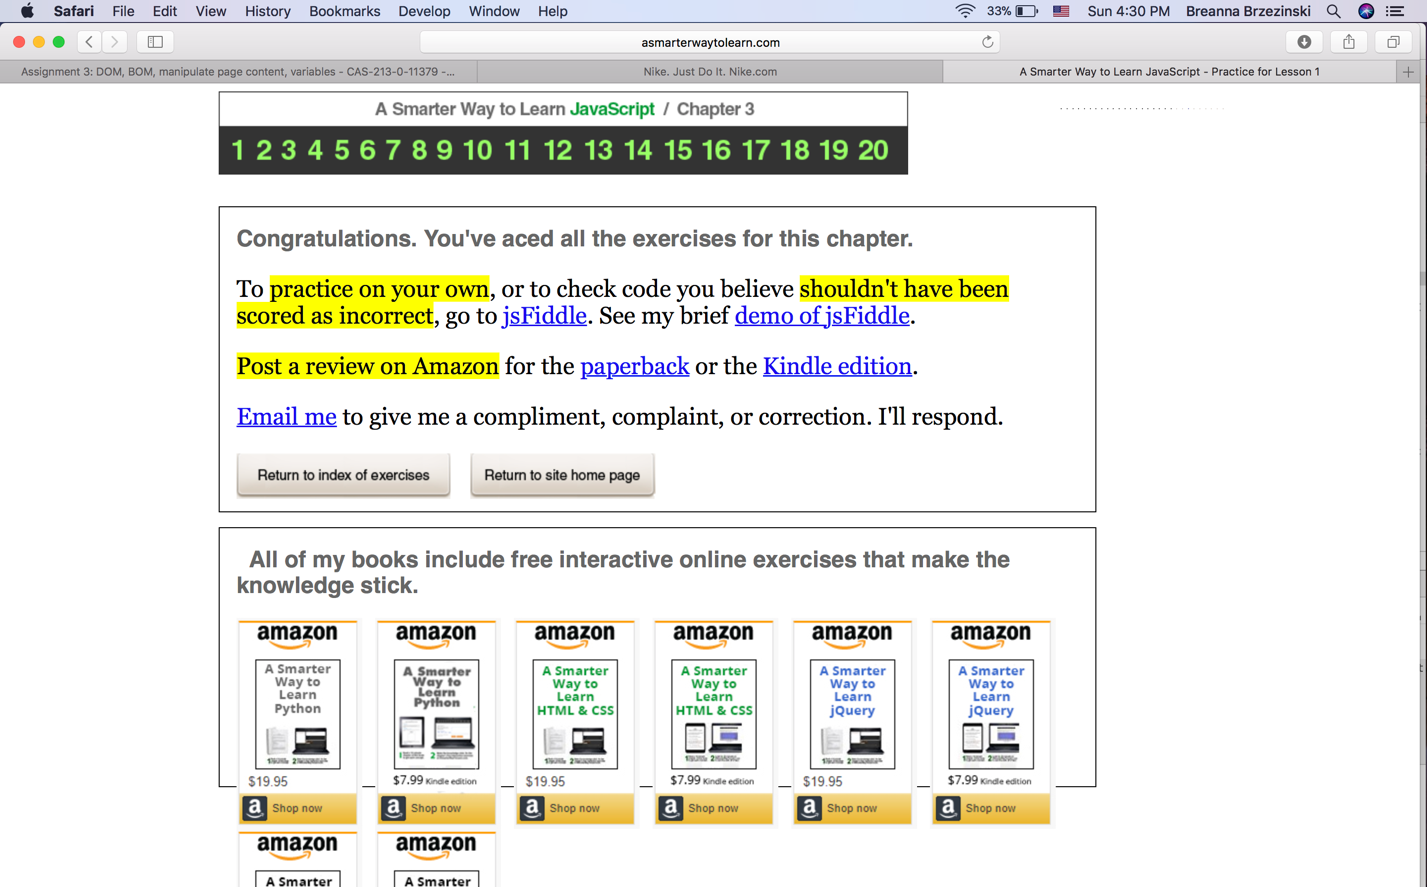 Safari File Edit View History Bookmarks Develop Window Help 33% Sun 4:30 PM Breanna Brzezinski
asmarterwaytolearn.com
Assignment 3: DOM, BOM, manipulate page content, variables - CAS-213-0-11379 -... Nike. Just Do It. Nike.com A Smarter Way to Learn JavaScript - Practice for Lesson 1
A Smarter Way to Learn JavaScript / Chapter 3
1 2 3 4 5 6 7 8 9 10 11 12 13 14 15 16 17 18 19 20
Congratulations. You've aced all the exercises for this chapter.
To practice on your own, or to check code you believe shouldn't have been
scored as incorrect, go to jsFiddle. See my brief demo of jsFiddle.
Post a review on Amazon for the paperback or the Kindle edition.
Email me to give me a compliment, complaint, or correction. I'll respond.
Return to index of exercises Return to site home page
All of my books include free interactive online exercises that make the
knowledge stick.
amazon amazon amazon amazon amazon amazon
A Smarter A Smarter A Smarter A Smarter A Smarter A Smarter
Way to Way to Way to Way to Way to Way to
Learn Learn Learn Learn Learn Learn
Python Python HTML & CSS HTML & CSS jQuery jQuery
$19.95 $7.99 Kindle edition $19.95 $7.99 Kindle edition $19.95 $7.99 Kindle edition
a Shop now a Shop now a Shop now a Shop now a Shop now a Shop now
amazon amazon
A Smarter A Smarter